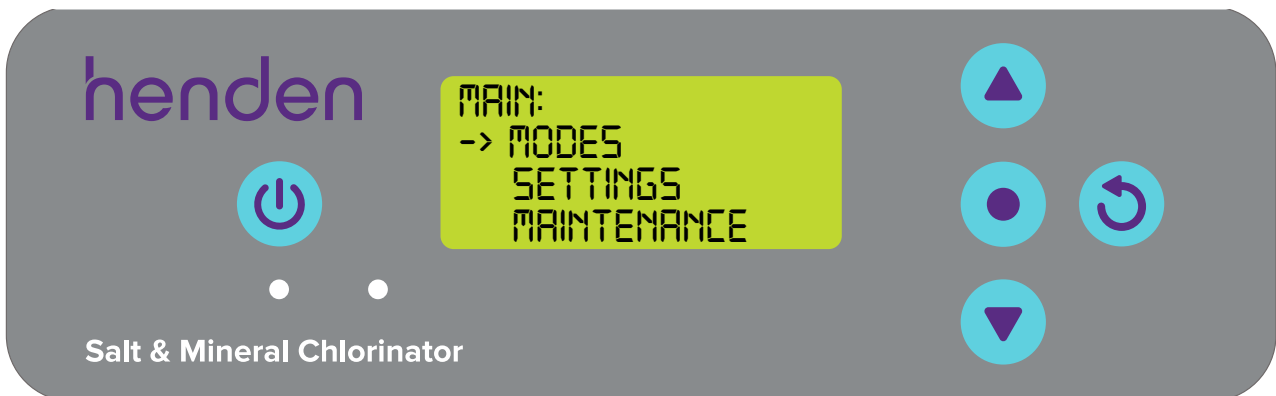 henden
MAIN:
-> MODES
SETTINGS
MAINTENANCE
Salt & Mineral Chlorinator